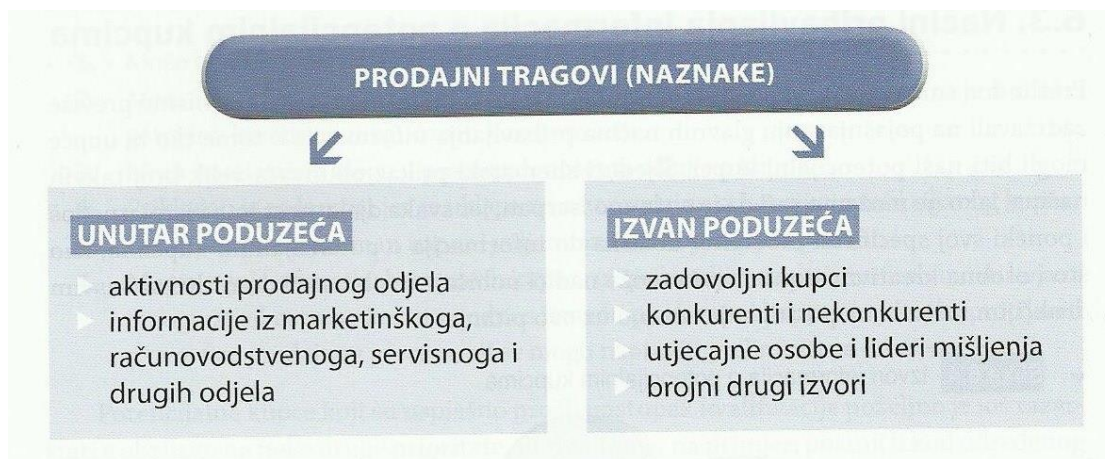 PRODAJNI TRAGOVI (NAZNAKE)
UNUTAR PODUZEĆA
aktivnosti prodajnog odjela
informacije iz marketinškoga,
računovodstvenoga, servisnoga i
drugih odjela
IZVAN PODUZEĆA
zadovoljni kupci
konkurenti i nekonkurenti
utjecajne osobe i lideri mišljenja
brojni drugi izvori